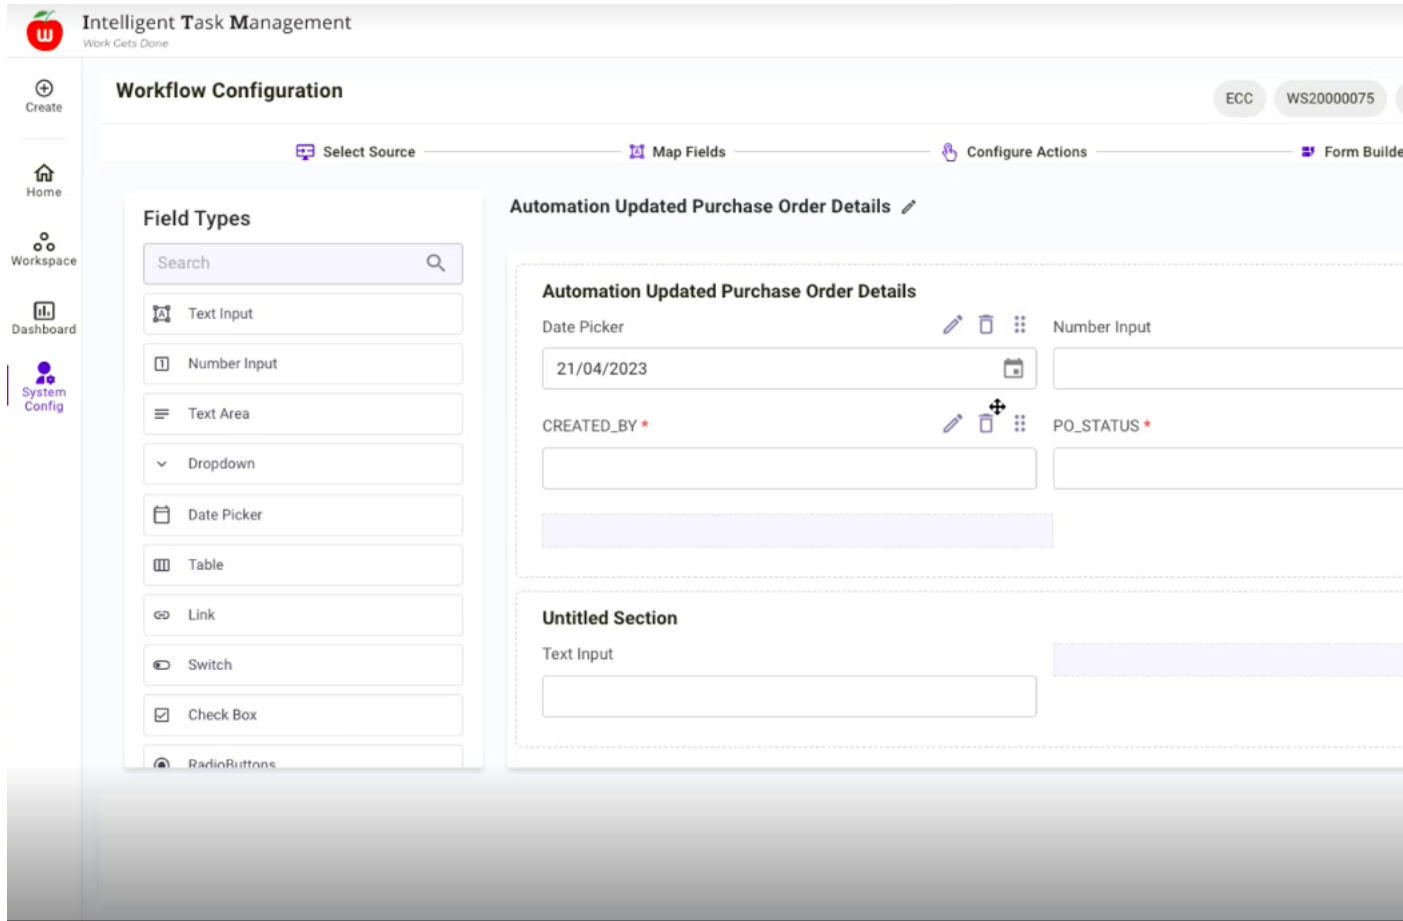 w
Intelligent Task Management
Work Gets Done
Create
Home
Workspace
Dashboard
System
Config
Workflow Configuration
ECC
WS20000075
Select Source
Map Fields
Configure Actions
Form Builde
Field Types
Search
Text Input
Number Input
Text Area
Dropdown
Date Picker
Table
Link
Switch
Check Box
RadioButtons
Automation Updated Purchase Order Details
Automation Updated Purchase Order Details
Date Picker
Number Input
21/04/2023
CREATED_BY *
PO_STATUS *
Untitled Section
Text Input